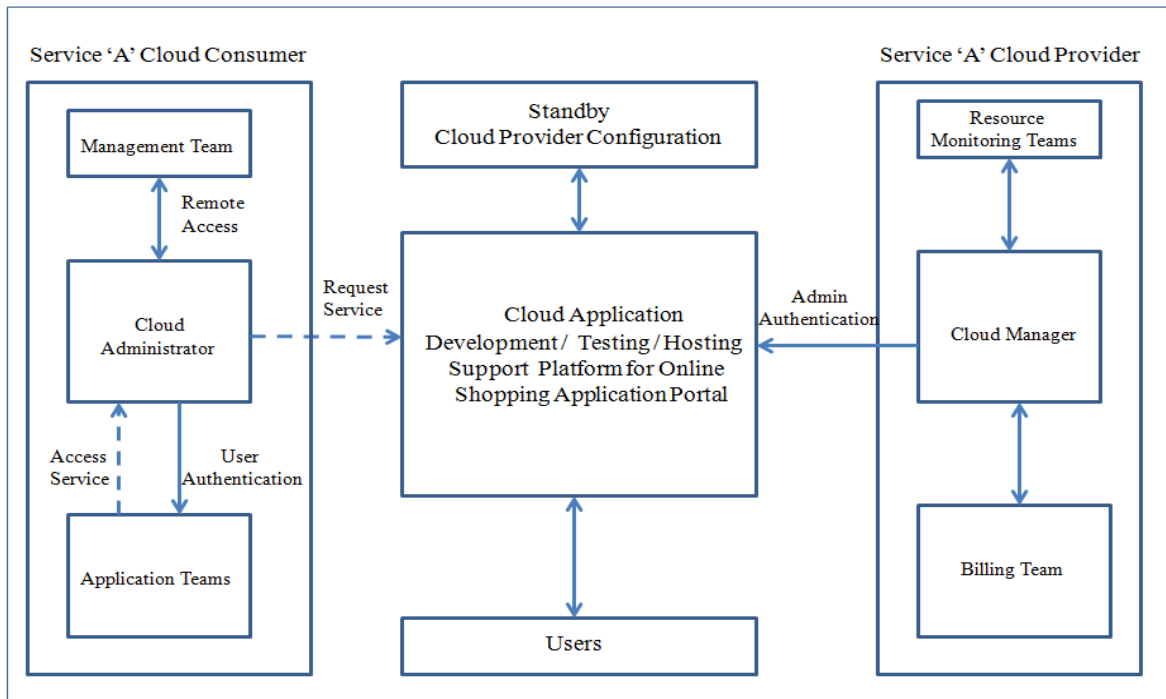 Service ‘A’ Cloud Consumer
Management Team
Remote
Access
Cloud
Administrator
Access
Service
User
Authentication
Application Teams
Request
Service
Standby
Cloud Provider Configuration
Cloud Application
Development / Testing / Hosting
Support Platform for Online
Shopping Application Portal
Users
Admin
Authentication
Service ‘A’ Cloud Provider
Resource
Monitoring Teams
Cloud Manager
Billing Team